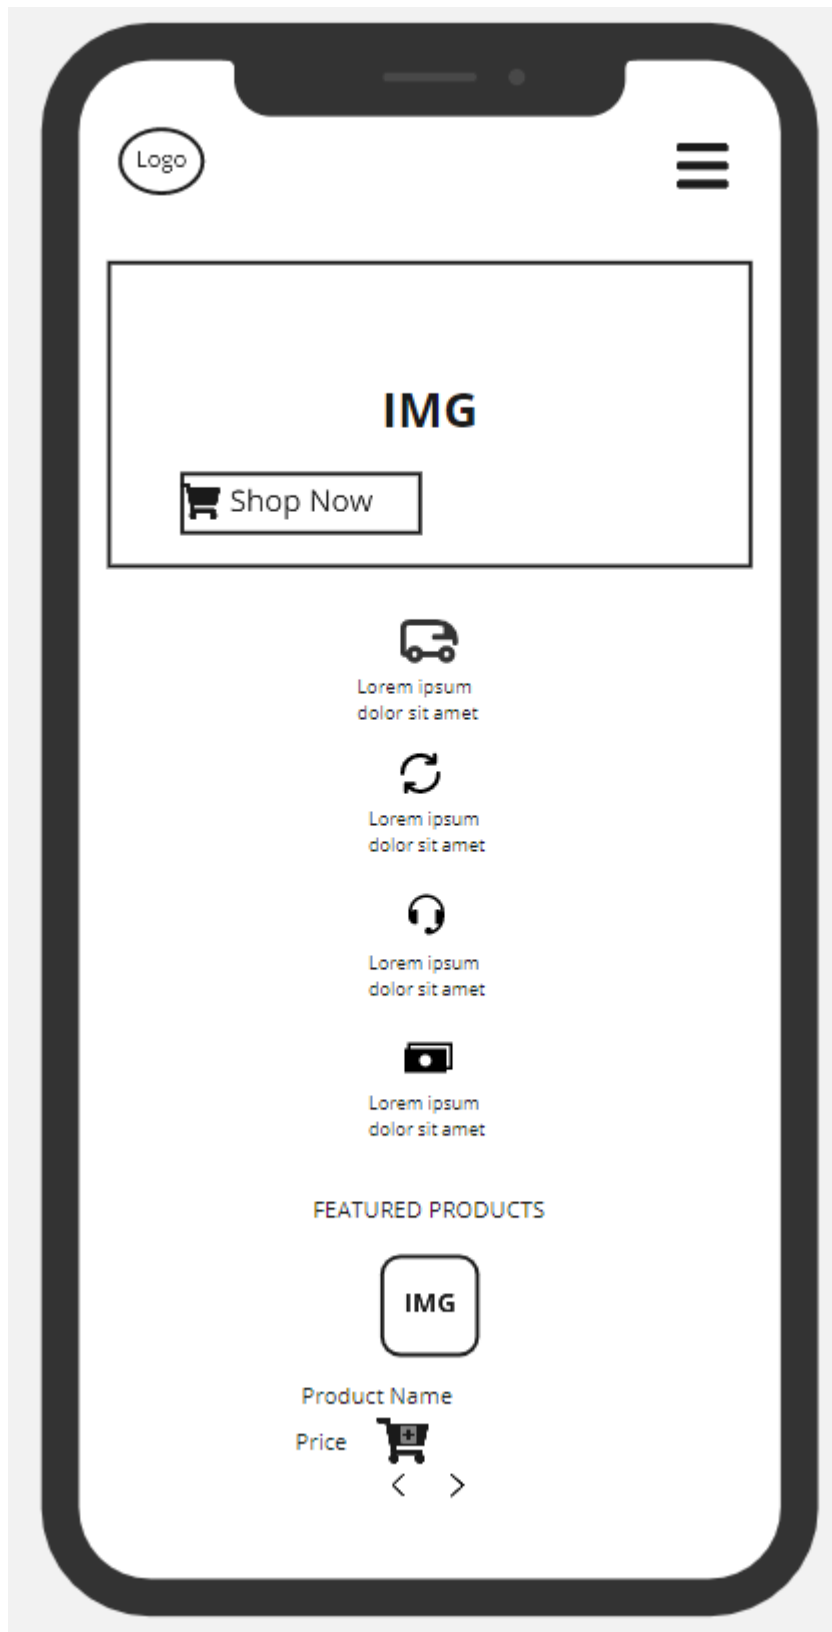 Logo
IMG
Shop Now
Lorem ipsum
dolor sit amet
Lorem ipsum
dolor sit amet
Lorem ipsum
dolor sit amet
Lorem ipsum
dolor sit amet
FEATURED PRODUCTS
IMG
Product Name
Price